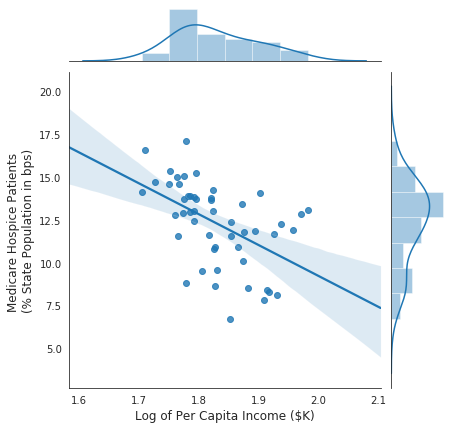 20.0
17.5
15.0
12.5
10.0
7.5
5.0
Medicare Hospice Patients
(% State Population in bps)
1.6 1.7 1.8 1.9 2.0 2.1
Log of Per Capita Income ($K)